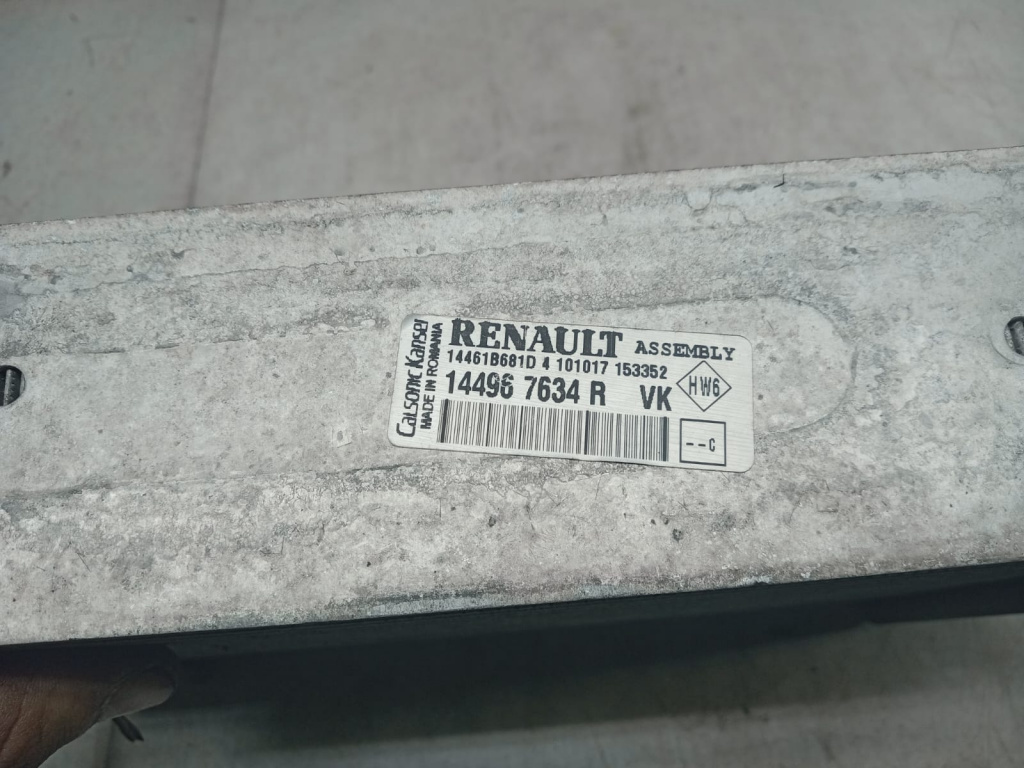 Calsonic Kansei
MADE IN ROMANIA
RENAULT ASSEMBLY
14461B681D 4 101017 153352
14496 7634 R VK
HW6
--C